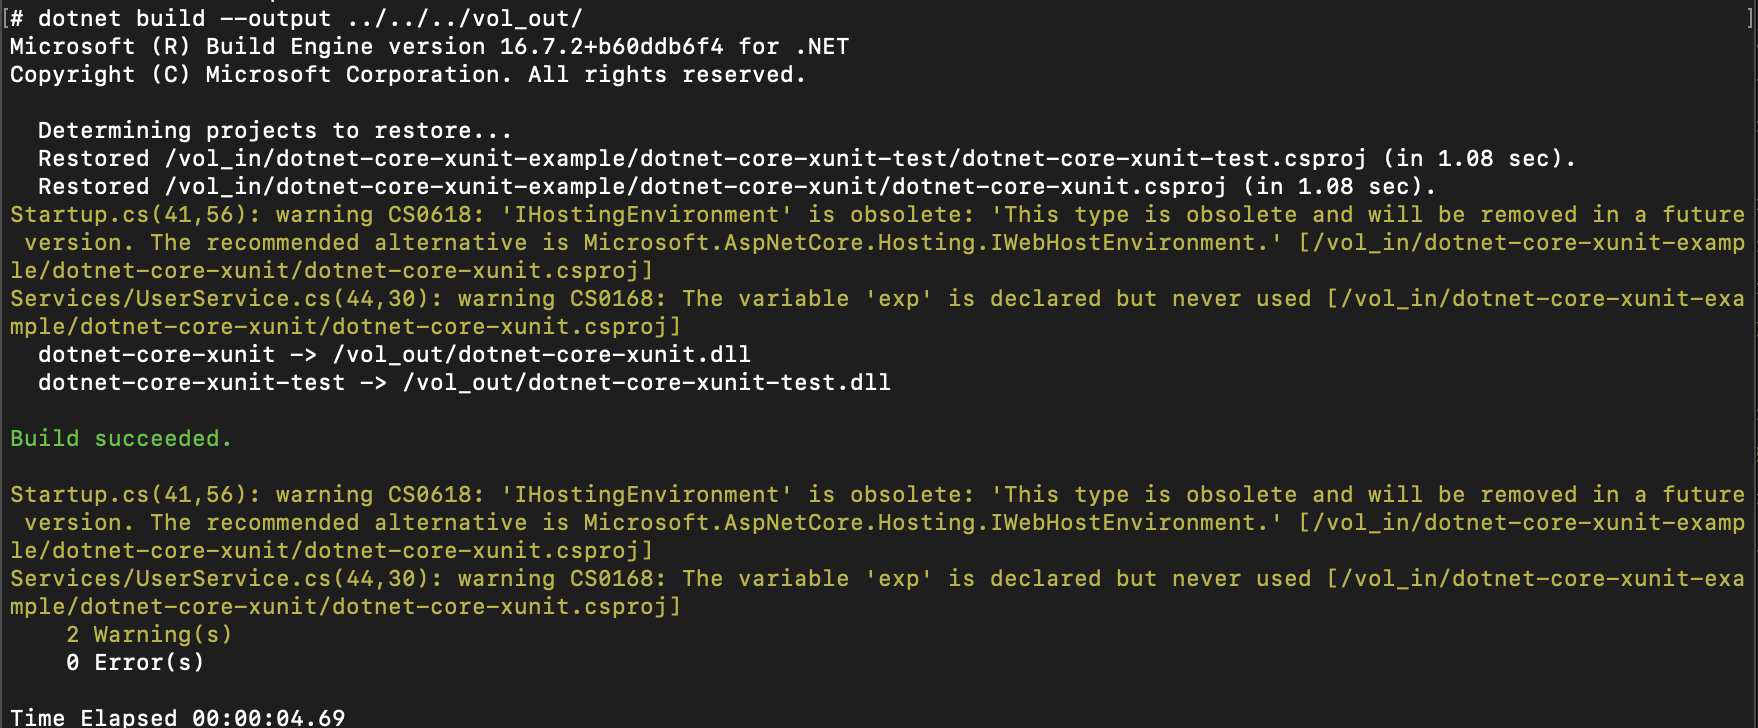 [# dotnet build --output ../../../vol_out/ ]
Microsoft (R) Build Engine version 16.7.2+b60ddb6f4 for .NET
Copyright (C) Microsoft Corporation. All rights reserved.
Determining projects to restore...
Restored /vol_in/dotnet-core-xunit-example/dotnet-core-xunit-test/dotnet-core-xunit-test.csproj (in 1.08 sec).
Restored /vol_in/dotnet-core-xunit-example/dotnet-core-xunit/dotnet-core-xunit.csproj (in 1.08 sec).
Startup.cs(41,56): warning CS0618: 'IHostingEnvironment' is obsolete: 'This type is obsolete and will be removed in a future
version. The recommended alternative is Microsoft.AspNetCore.Hosting.IWebHostEnvironment.' [/vol_in/dotnet-core-xunit-examp
le/dotnet-core-xunit/dotnet-core-xunit.csproj]
Services/UserService.cs(44,30): warning CS0168: The variable 'exp' is declared but never used [/vol_in/dotnet-core-xunit-exa
mple/dotnet-core-xunit/dotnet-core-xunit.csproj]
dotnet-core-xunit -> /vol_out/dotnet-core-xunit.dll
dotnet-core-xunit-test -> /vol_out/dotnet-core-xunit-test.dll
Build succeeded.
Startup.cs(41,56): warning CS0618: 'IHostingEnvironment' is obsolete: 'This type is obsolete and will be removed in a future
version. The recommended alternative is Microsoft.AspNetCore.Hosting.IWebHostEnvironment.' [/vol_in/dotnet-core-xunit-examp
le/dotnet-core-xunit/dotnet-core-xunit.csproj]
Services/UserService.cs(44,30): warning CS0168: The variable 'exp' is declared but never used [/vol_in/dotnet-core-xunit-exa
mple/dotnet-core-xunit/dotnet-core-xunit.csproj]
2 Warning(s)
0 Error(s)
Time Elapsed 00:00:04.69